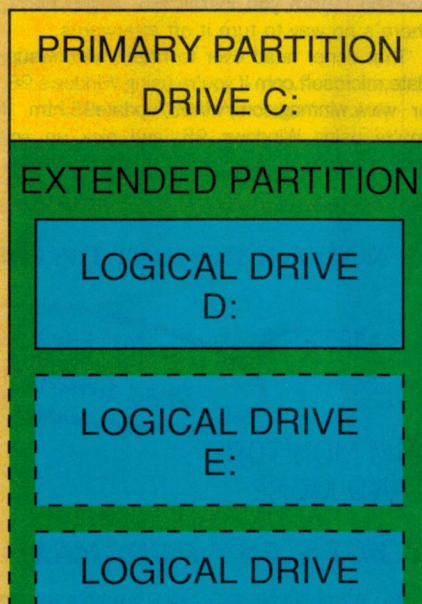 PRIMARY PARTITION
DRIVE C:
EXTENDED PARTITION
LOGICAL DRIVE
D:
LOGICAL DRIVE
E:
LOGICAL DRIVE